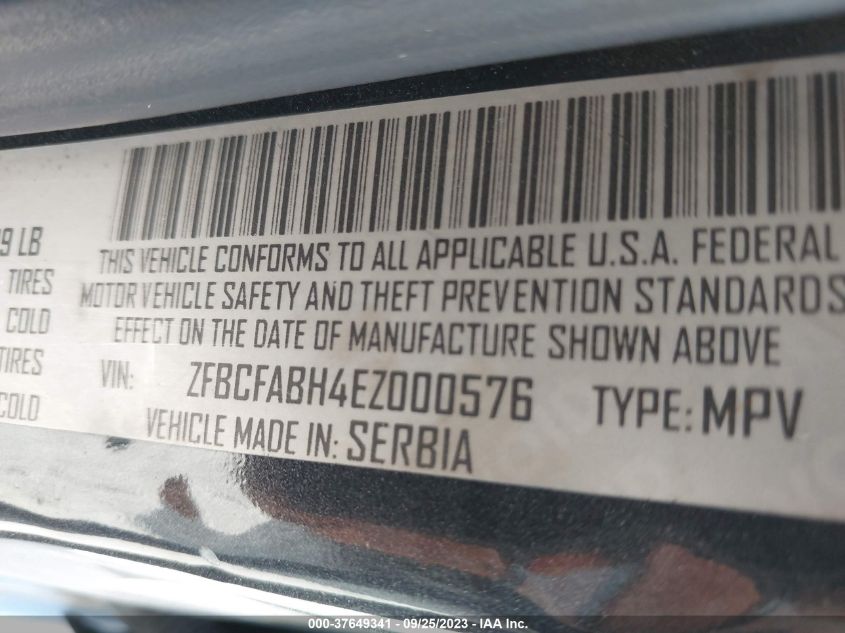 9 LB
TIRES
COLD
TIRES
COLD
THIS VEHICLE CONFORMS TO ALL APPLICABLE U.S.A. FEDERAL
MOTOR VEHICLE SAFETY AND THEFT PREVENTION STANDARDS
EFFECT ON THE DATE OF MANUFACTURE SHOWN ABOVE
VIN: ZFBCFABH4EZ000576 TYPE: MPV
VEHICLE MADE IN: SERBIA
000-37649341 - 09/25/2023 - IAA Inc.